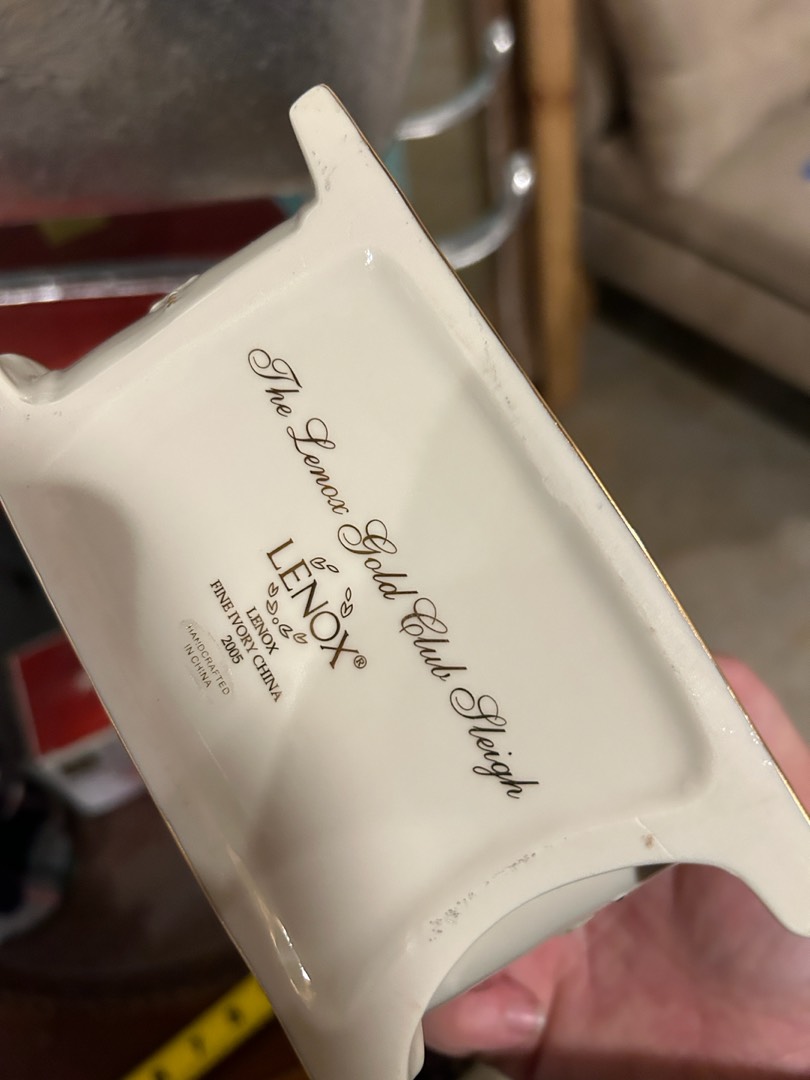 The Lenox Gold Club Sleigh
LENOX®
LENOX
FINE IVORY CHINA
2005
HANDCRAFTED
IN CHINA